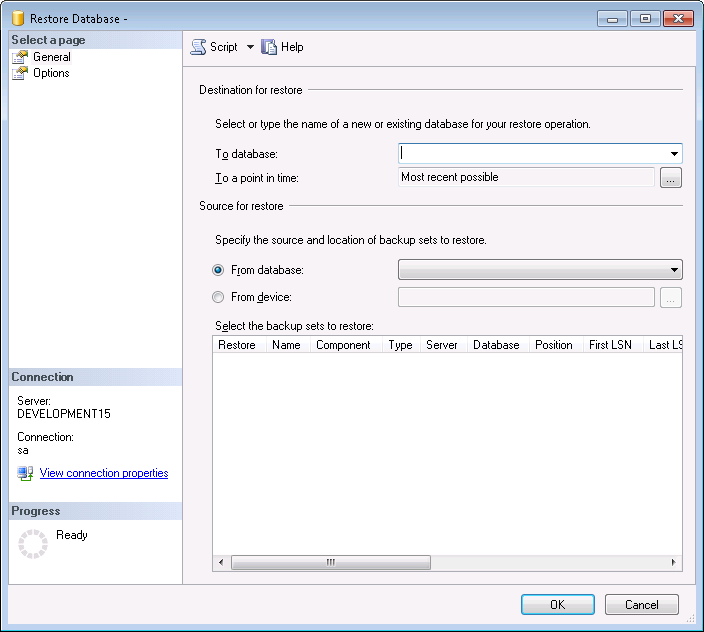 Restore Database -
Select a page
General
Options
Script
Help
Destination for restore
Select or type the name of a new or existing database for your restore operation.
To database:
To a point in time:
Most recent possible
...
Source for restore
Specify the source and location of backup sets to restore.
From database:
From device:
...
Select the backup sets to restore:
Restore Name Component Type Server Database Position First LSN Last LS
Connection
Server:
DEVELOPMENT15
Connection:
sa
View connection properties
Progress
Ready
OK
Cancel